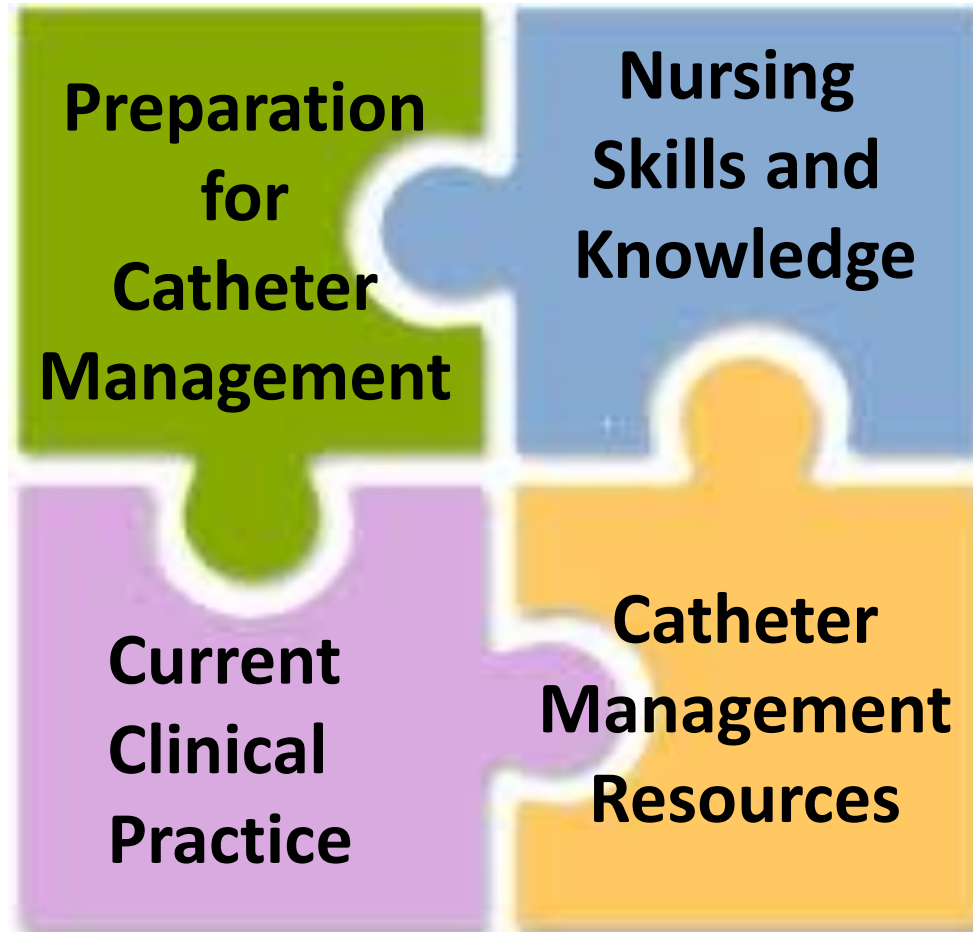 Preparation
for
Catheter
Management
Nursing
Skills and
Knowledge
Current
Clinical
Practice
Catheter
Management
Resources